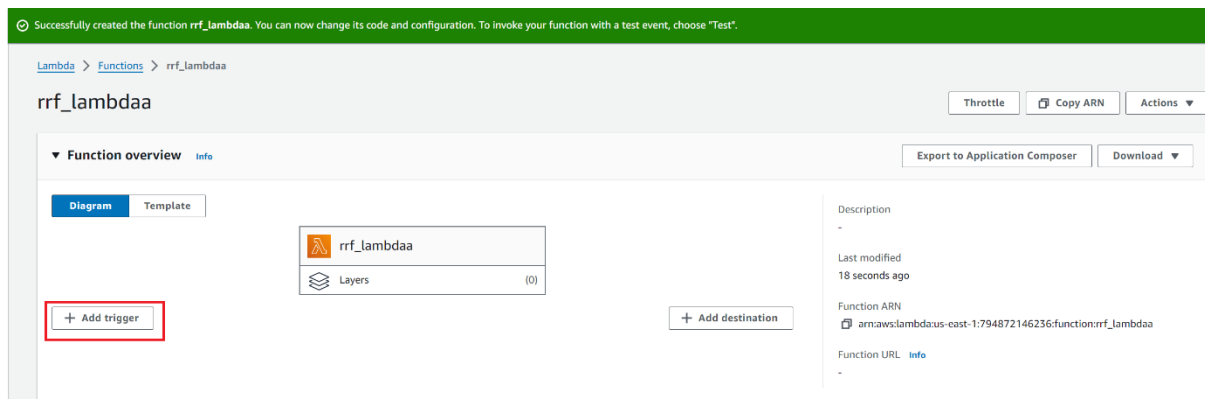 Successfully created the function rrf_lambdaa. You can now change its code and configuration. To invoke your function with a test event, choose "Test".
Lambda > Functions > rrf_lambdaa
rrf_lambdaa
Throttle
Copy ARN
Actions
Function overview Info
Export to Application Composer
Download
Diagram
Template
rrf_lambdaa
Layers (0)
+ Add trigger
+ Add destination
Description
-
Last modified
18 seconds ago
Function ARN
arn:aws:lambda:us-east-1:794872146236:function:rrf_lambdaa
Function URL Info
-